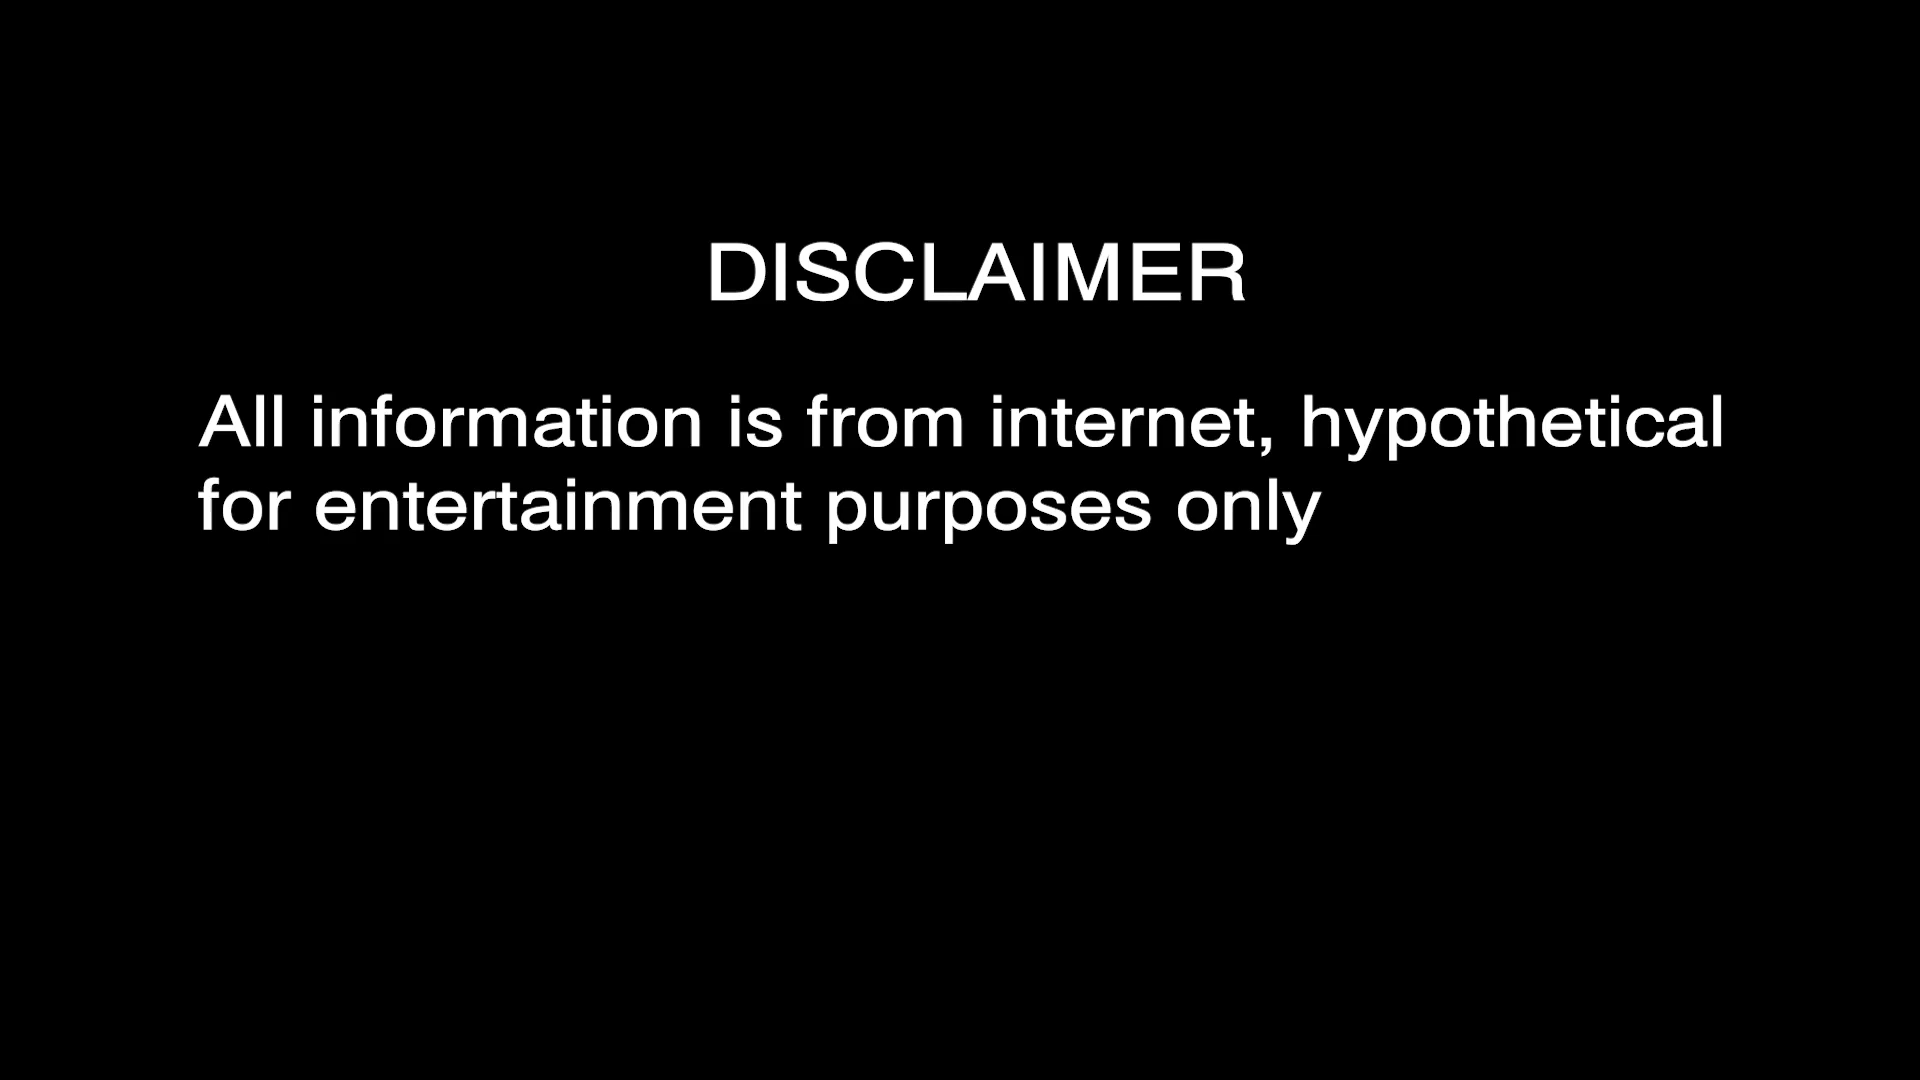 DISCLAIMER
All information is from internet, hypothetical
for entertainment purposes only